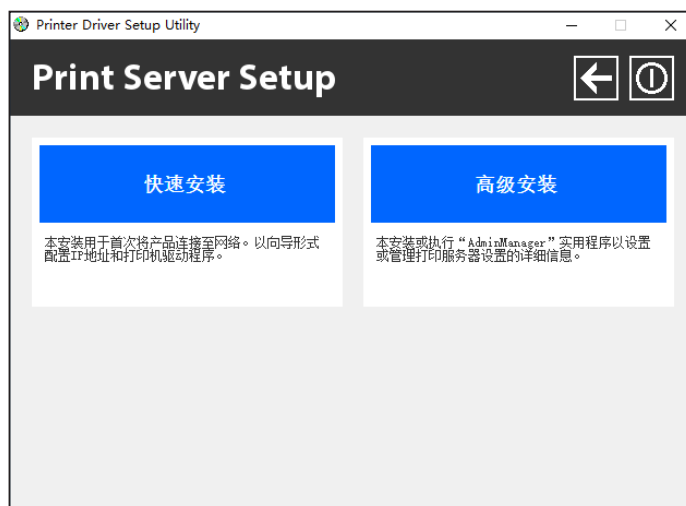 Printer Driver Setup Utility
Print Server Setup
快速安装
本安装用于首次将产品连接至网络。以向导形式
配置IP地址和打印机驱动程序。
高级安装
本安装或执行“AdminManager”实用程序以设置
或管理打印服务器设置的详细信息。